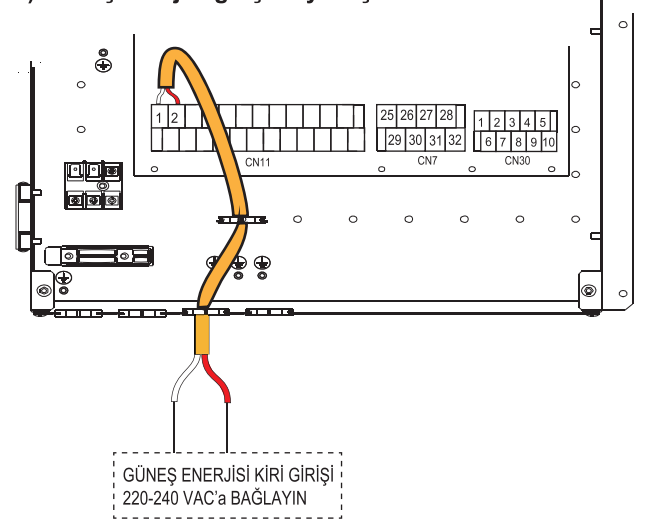 1 2
25 26 27 28
29 30 31 32
1 2 3 4 5
6 7 8 9 10
CN11
CN7
CN30
GÜNEŞ ENERJİSİ KİRİ GİRİŞİ
220-240 VAC'a BAĞLAYIN